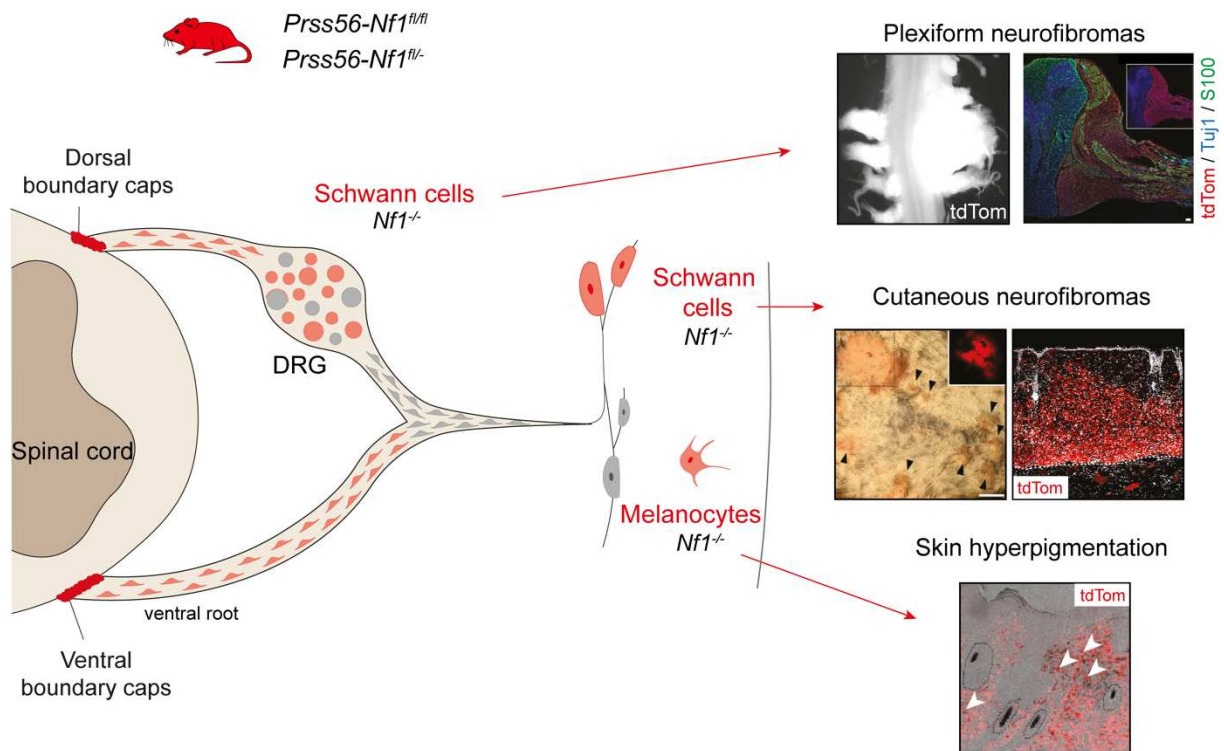 Prss56-Nf1fl/fl
Prss56-Nf1fl/-
Plexiform neurofibromas
tdTom
tdTom / Tuj1 / S100
Dorsal
boundary caps
Schwann cells
Nf1-/-
DRG
Spinal cord
ventral root
Ventral
boundary caps
Schwann
cells
Nf1-/-
Cutaneous neurofibromas
tdTom
Melanocytes
Nf1-/-
Skin hyperpigmentation
tdTom